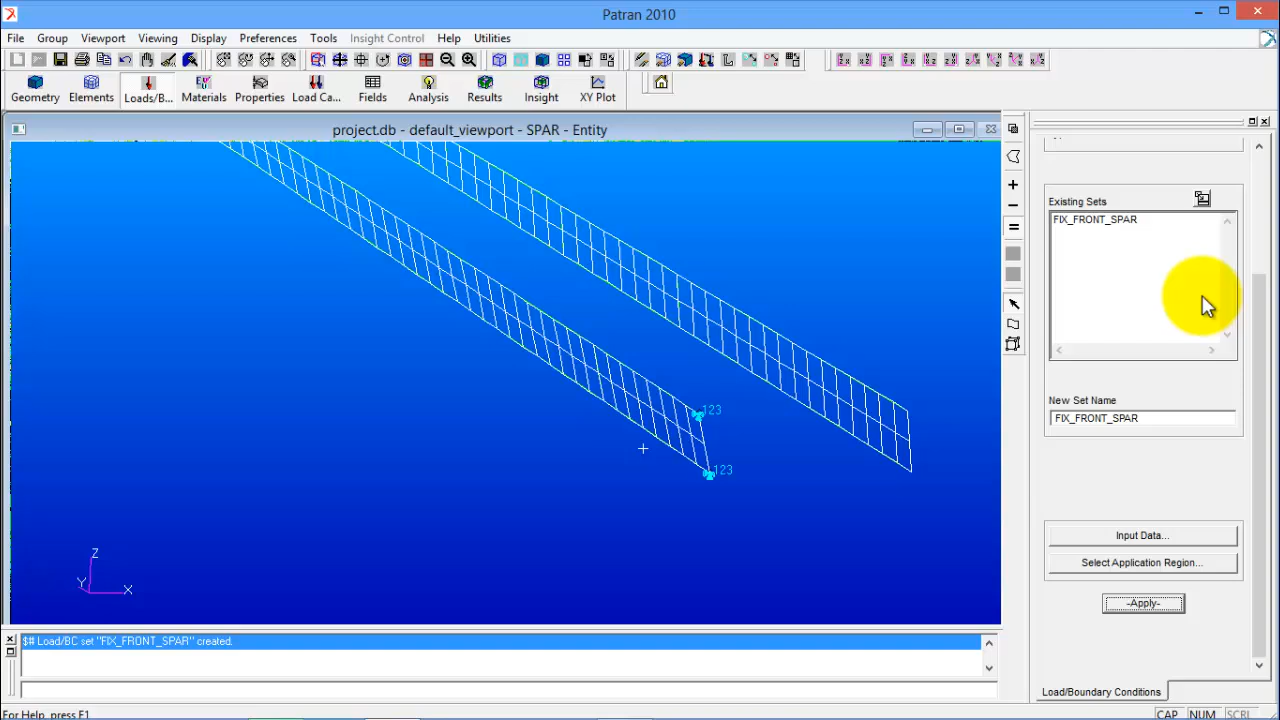 Patran 2010
File Group Viewport Viewing Display Preferences Tools Insight Control Help Utilities
Geometry Elements Loads/B... Materials Properties Load Ca... Fields Analysis Results Insight XY Plot
project.db - default_viewport - SPAR - Entity
Existing Sets
FIX_FRONT_SPAR
New Set Name
FIX_FRONT_SPAR
123
123
Z
Y
X
Input Data...
Select Application Region...
-Apply-
$# Load/BC set "FIX_FRONT_SPAR" created.
Load/Boundary Conditions
For Help, press F1
CAP NUM SCRL